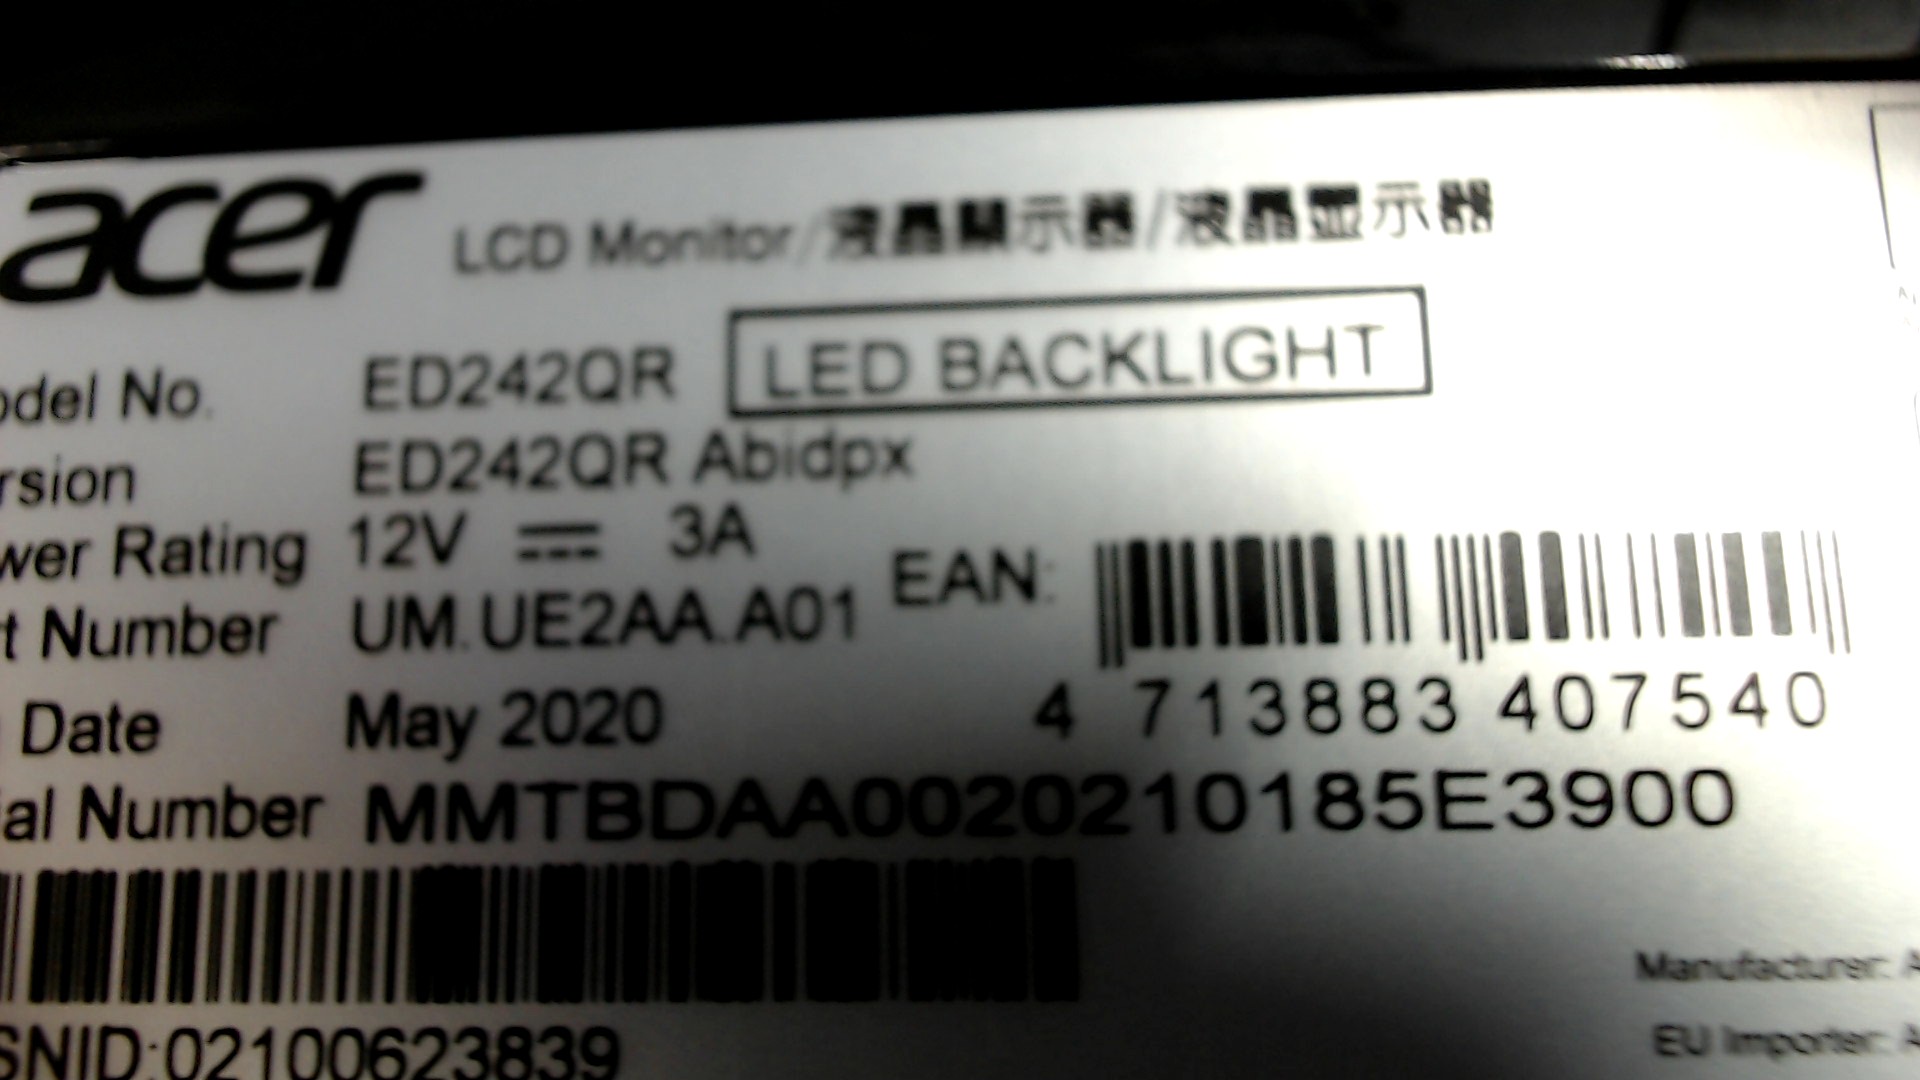 acer LCD Monitor/液晶顯示器/液晶显示器
odel No. ED242QR LED BACKLIGHT
rsion ED242QR Abidpx
wer Rating 12V 3A
EAN:
t Number UM.UE2AA.A01
4 713883 407540
Date May 2020
ial Number MMTBDAA0020210185E3900
SNID:02100623839
Manufacturer: A
EU Importer: A